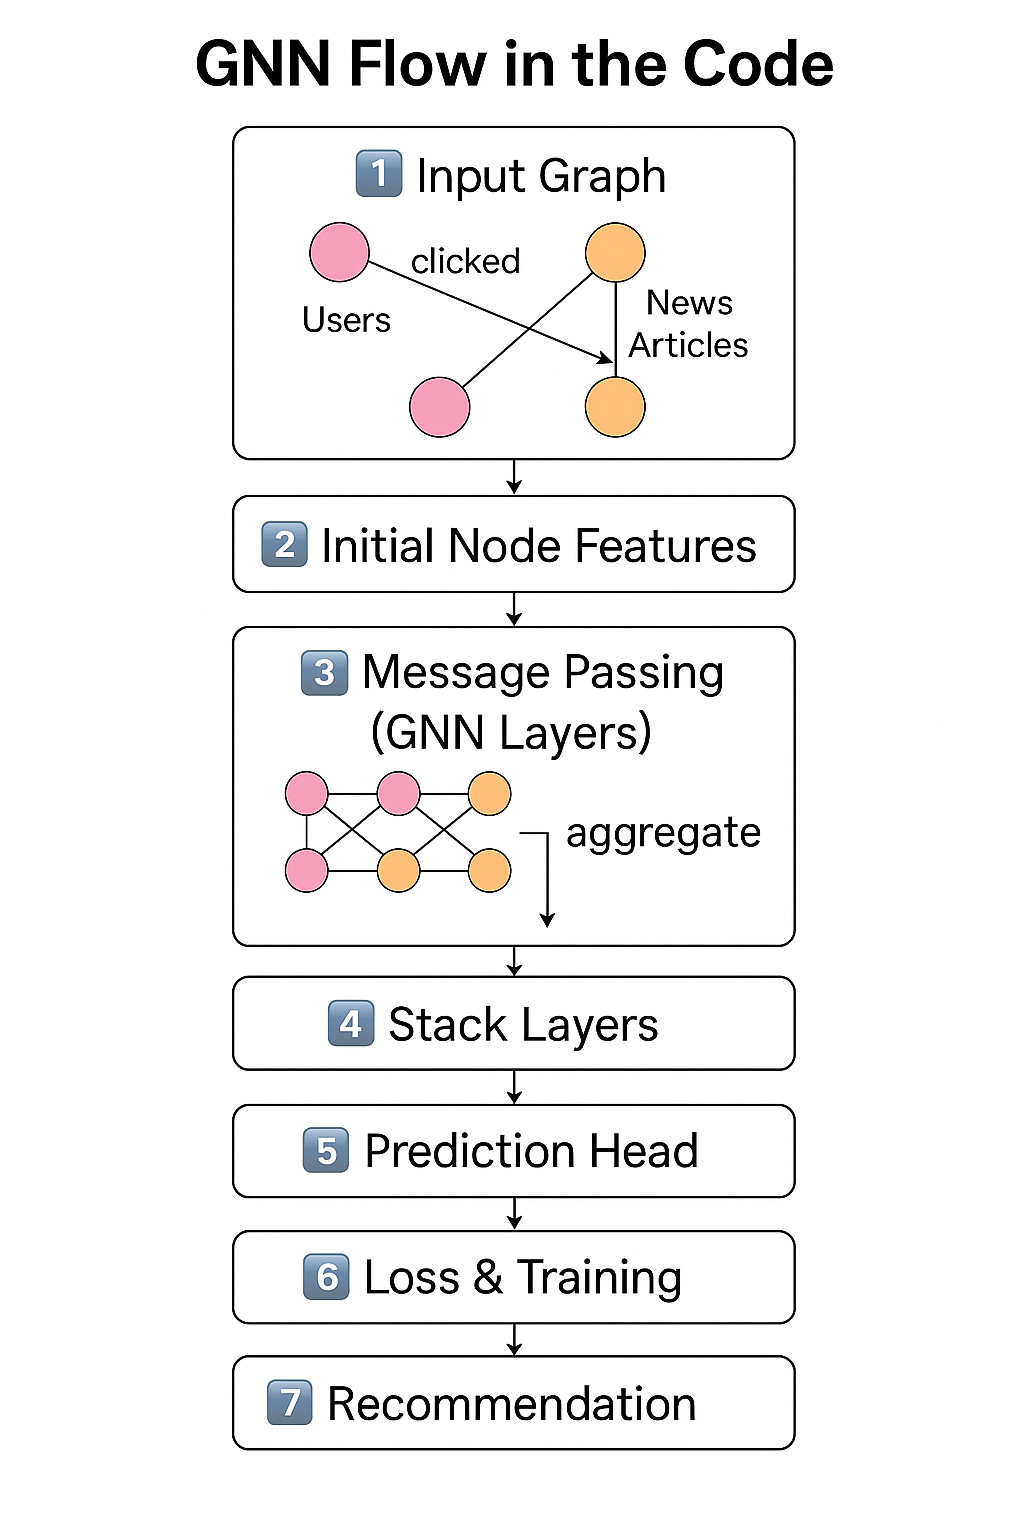 GNN Flow in the Code
1 Input Graph
clicked
Users
News
Articles
2 Initial Node Features
3 Message Passing
(GNN Layers)
aggregate
4 Stack Layers
5 Prediction Head
6 Loss & Training
7 Recommendation